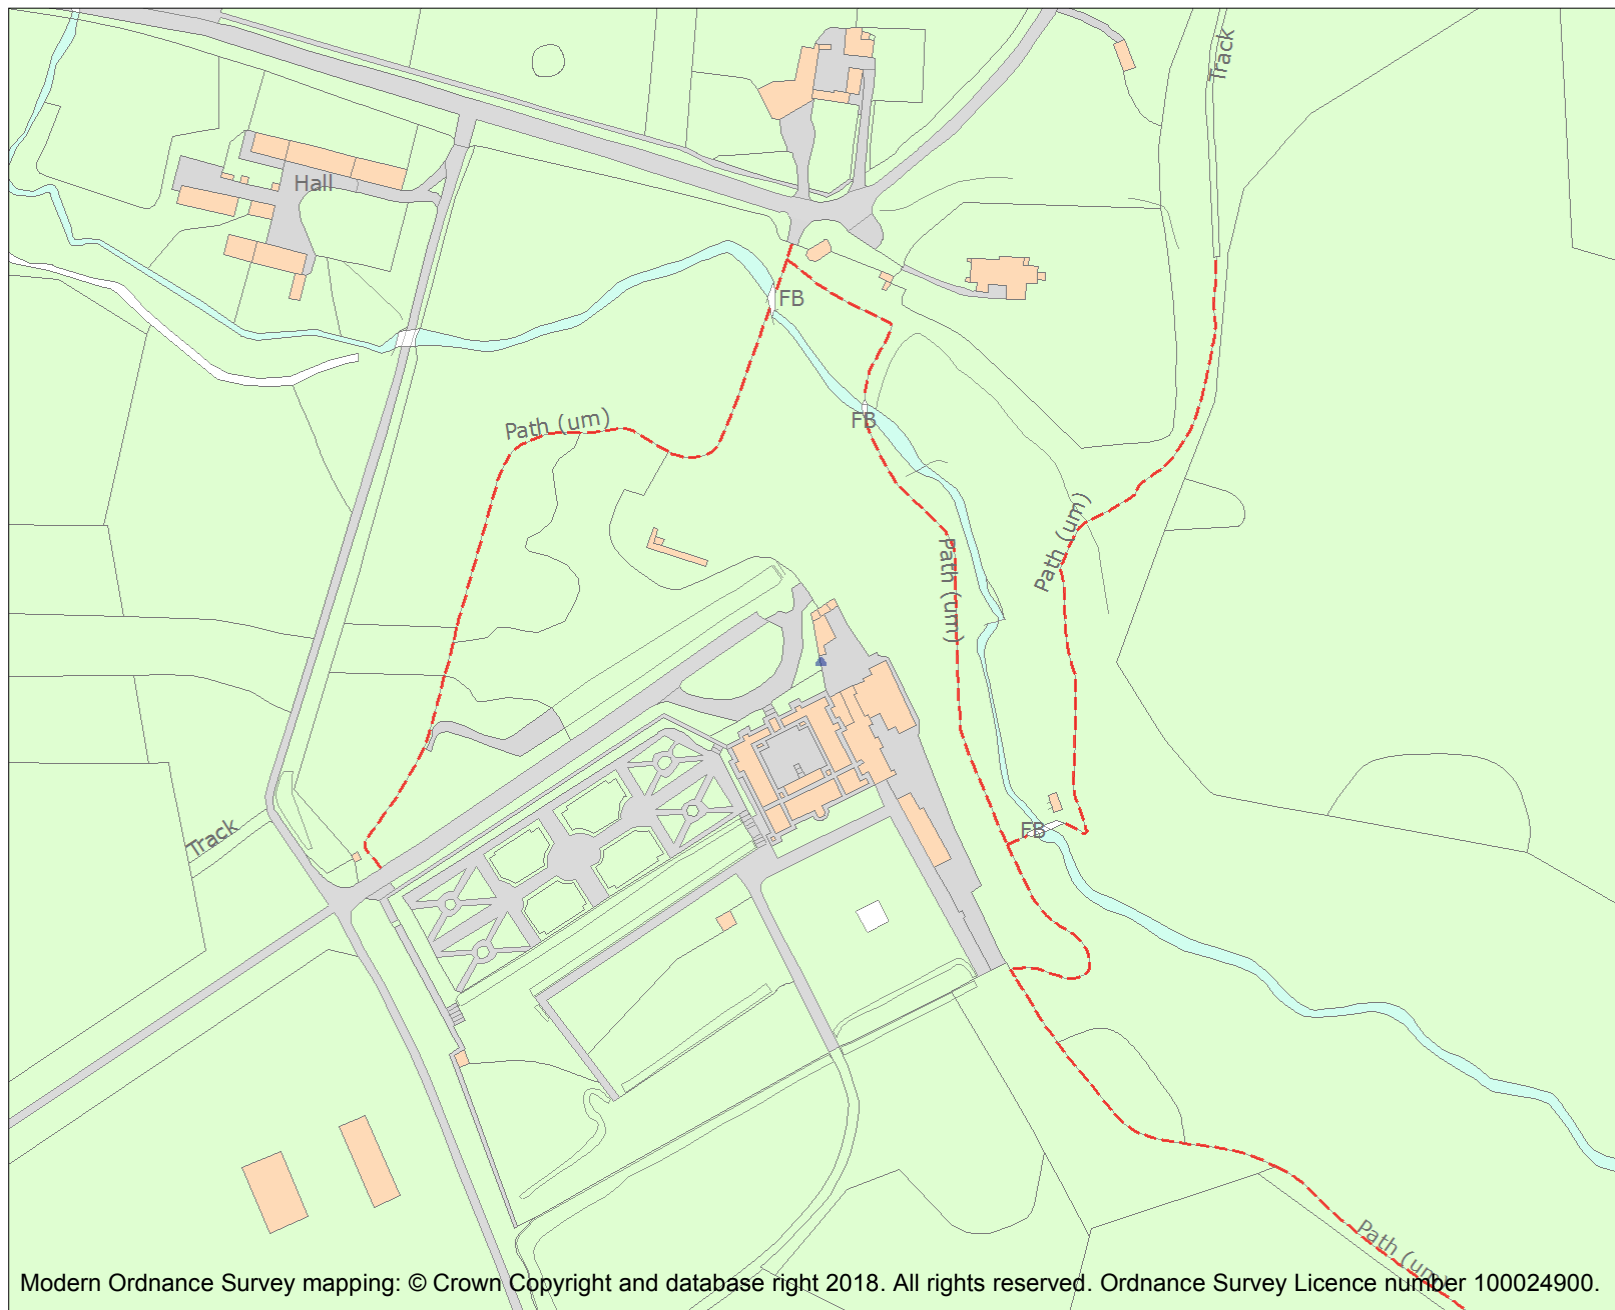 Track
Hall
FB
Path (um)
FB
Path (um)
Path (um)
Track
FB
Path (um)
Modern Ordnance Survey mapping: © Crown Copyright and database right 2018. All rights reserved. Ordnance Survey Licence number 100024900.